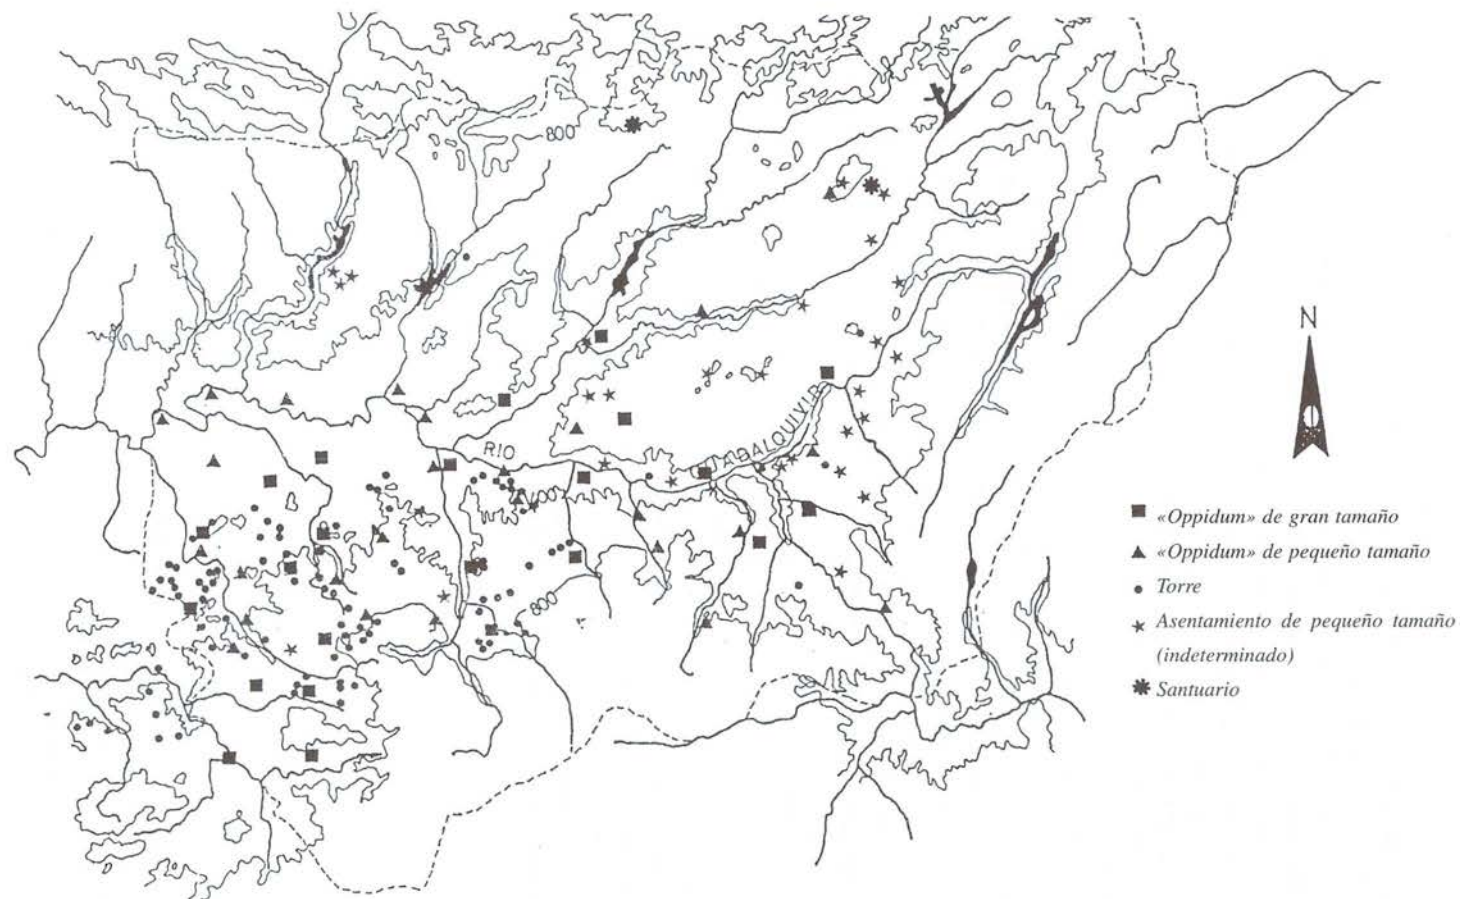 800
N
RIO
GUADALQUIVIR
800
«Oppidum» de gran tamaño
«Oppidum» de pequeño tamaño
Torre
Asentamiento de pequeño tamaño
(indeterminado)
Santuario